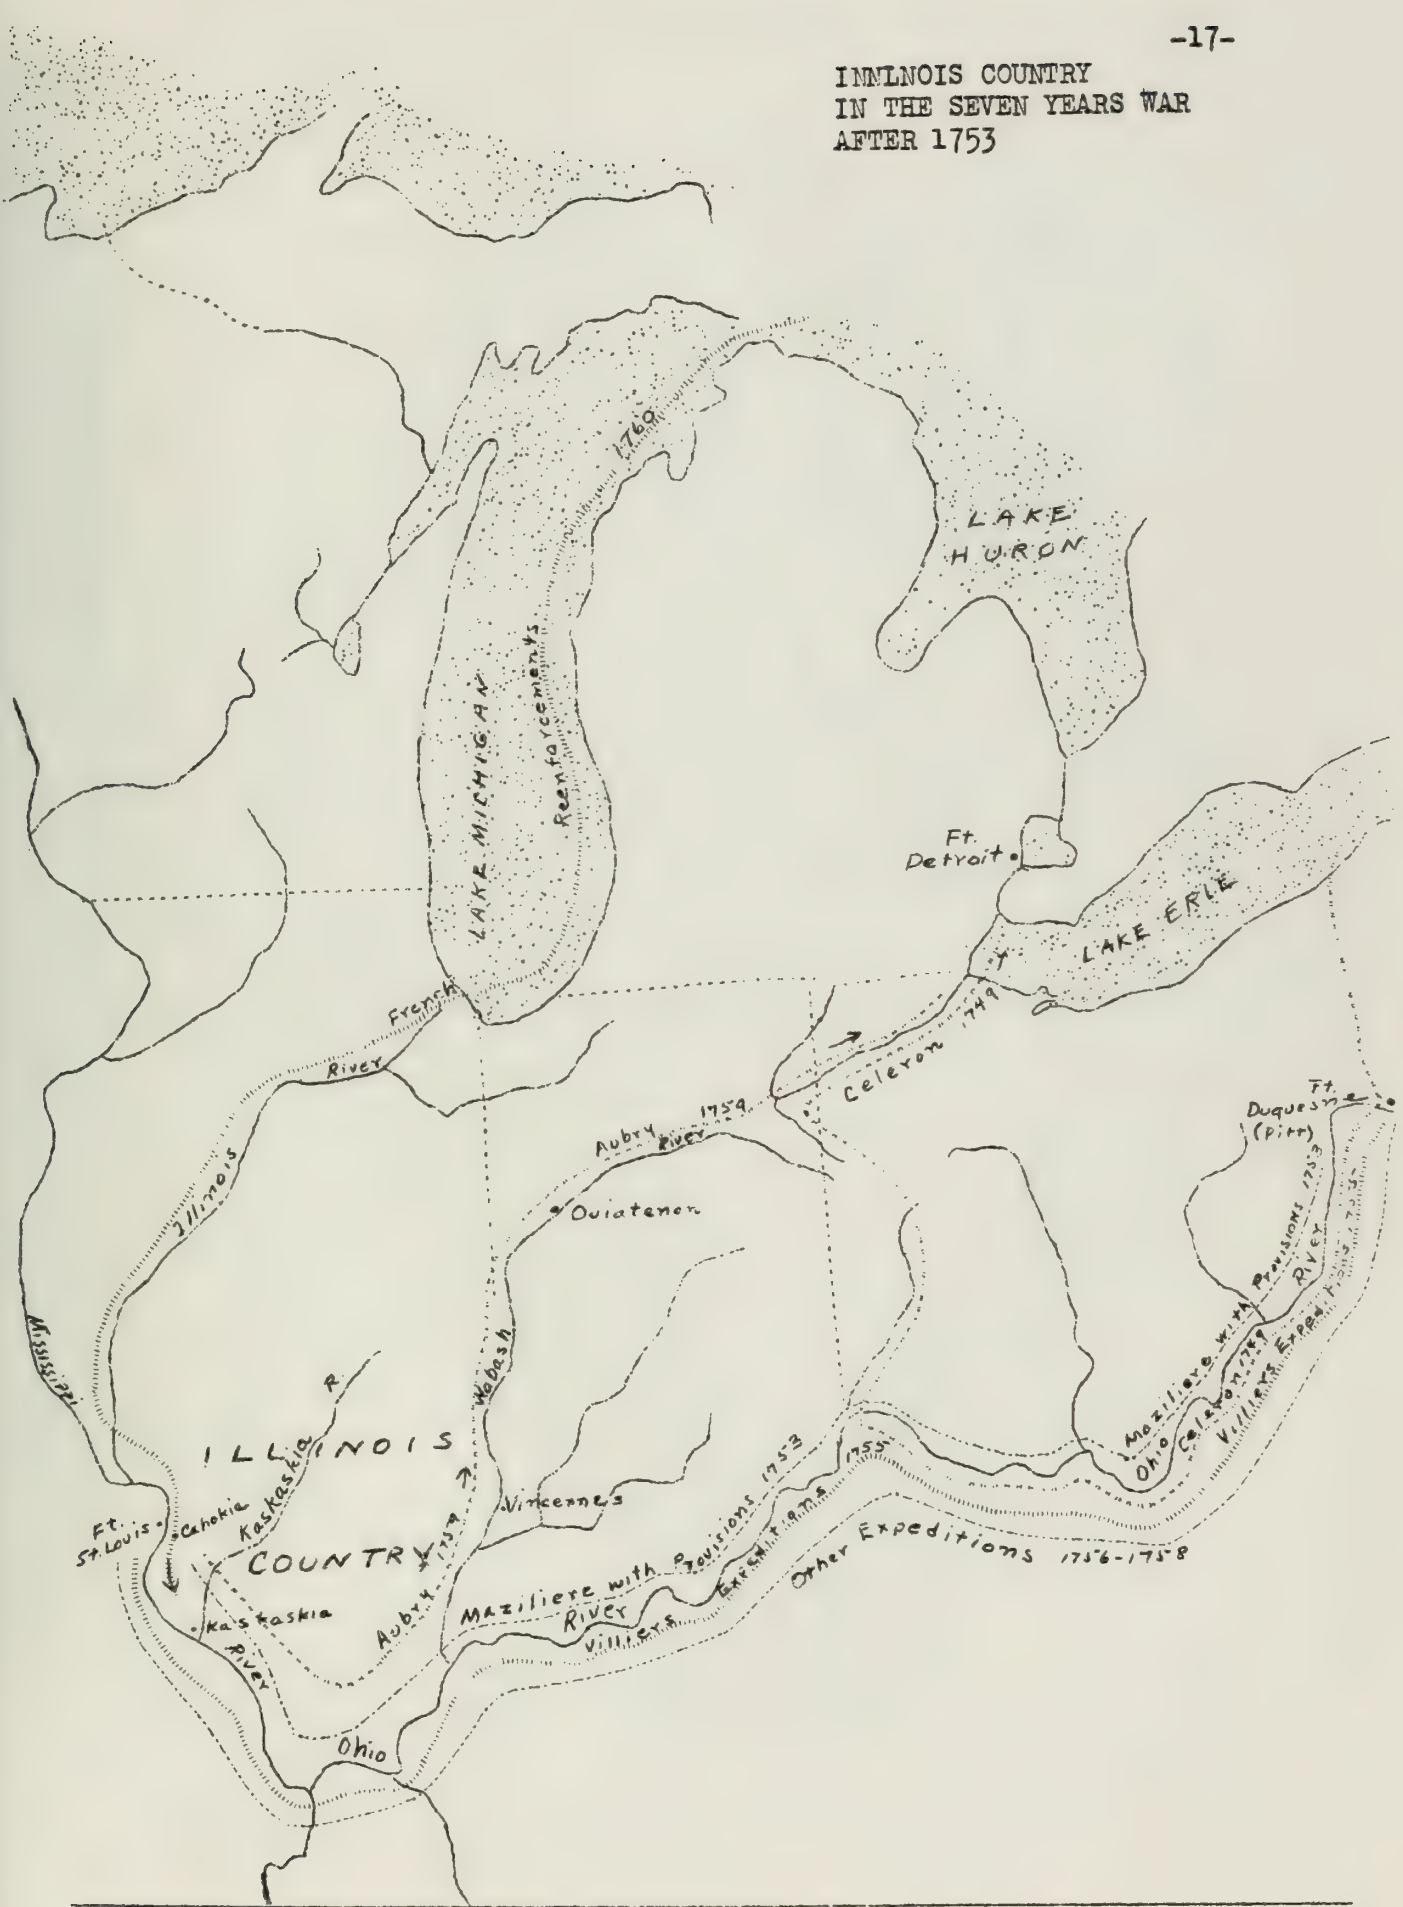 -17-
INNLNOIS COUNTRY
IN THE SEVEN YEARS WAR
AFTER 1753
1760
LAKE
HURON
LAKE MICHIGAN
Reenforcements
Ft.
Detroit
LAKE ERIE
French
River
Illinois
Celeron 1749
Aubry 1759
River
Ouiatenon
Ft.
Duquesne
(Pitt)
Maziliere with Provisions 1753
River
Ohio
Celeron 1749
Villiers Expeditions 1755
Mississippi
Wabash
R.
Kaskaskia
ILLINOIS
COUNTRY
Vincennes
Ft.
St. Louis
Cahokia
Kaskaskia
River
Aubry 1759
Maziliere with Provisions 1753
River
Villiers Expeditions 1755
Other Expeditions 1756-1758
Ohio